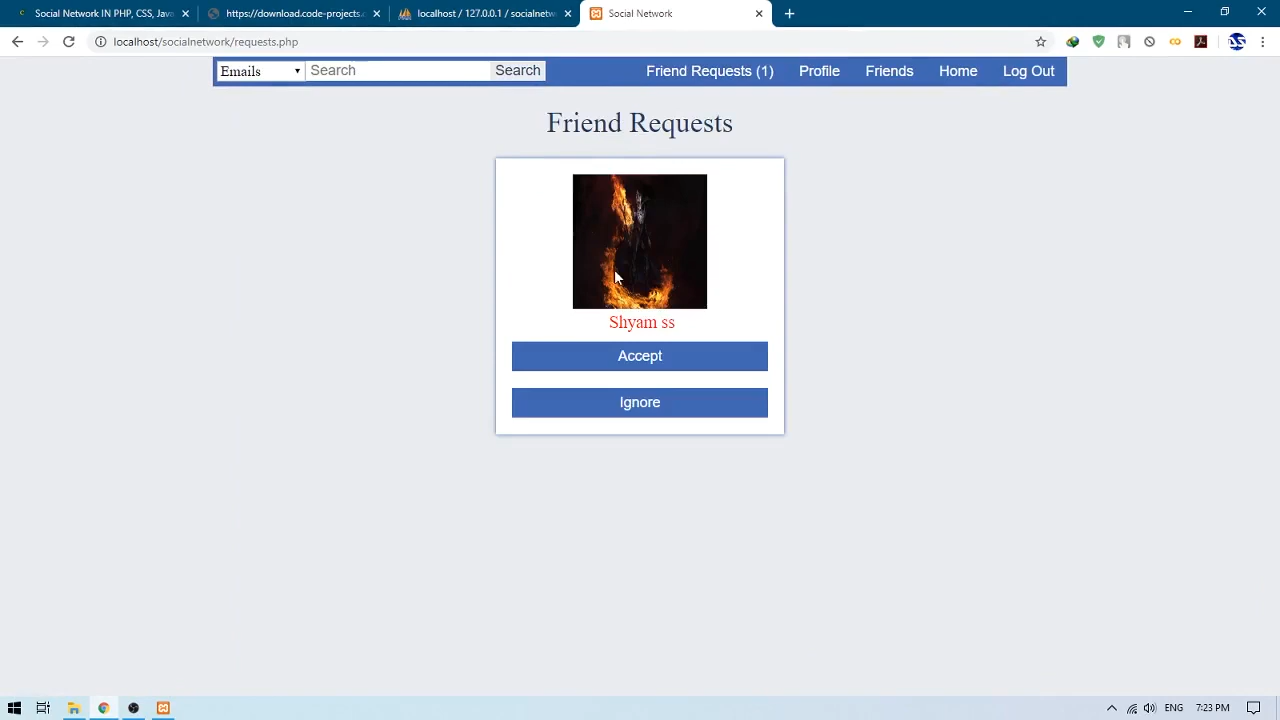 Social Network IN PHP, CSS, Java
https://download.code-projects.
localhost / 127.0.0.1 / socialnetw
Social Network
localhost/socialnetwork/requests.php
Emails
Search
Search
Friend Requests (1)
Profile
Friends
Home
Log Out
Friend Requests
Shyam ss
Accept
Ignore
ENG
7:23 PM